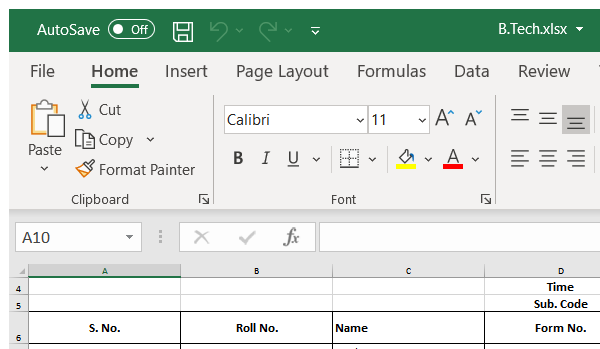 AutoSave Off B.Tech.xlsx
File Home Insert Page Layout Formulas Data Review
Cut
Calibri 11 A A
Copy
Paste
B I U A
Format Painter
Clipboard Font
A10 fx
A B C D
4 Time
5 Sub. Code
6 S. No. Roll No. Name Form No.